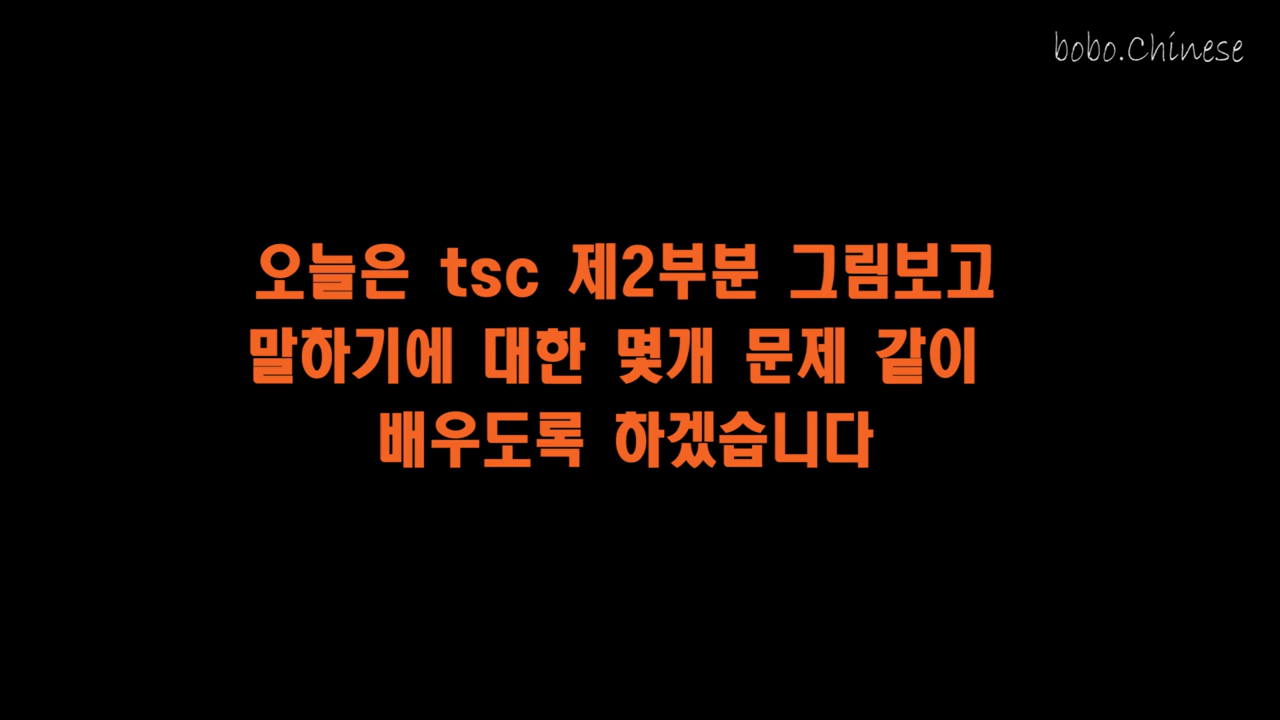 bobo.Chinese
오늘은 tsc 제2부분 그림보고
말하기에 대한 몇개 문제 같이
배우도록 하겠습니다